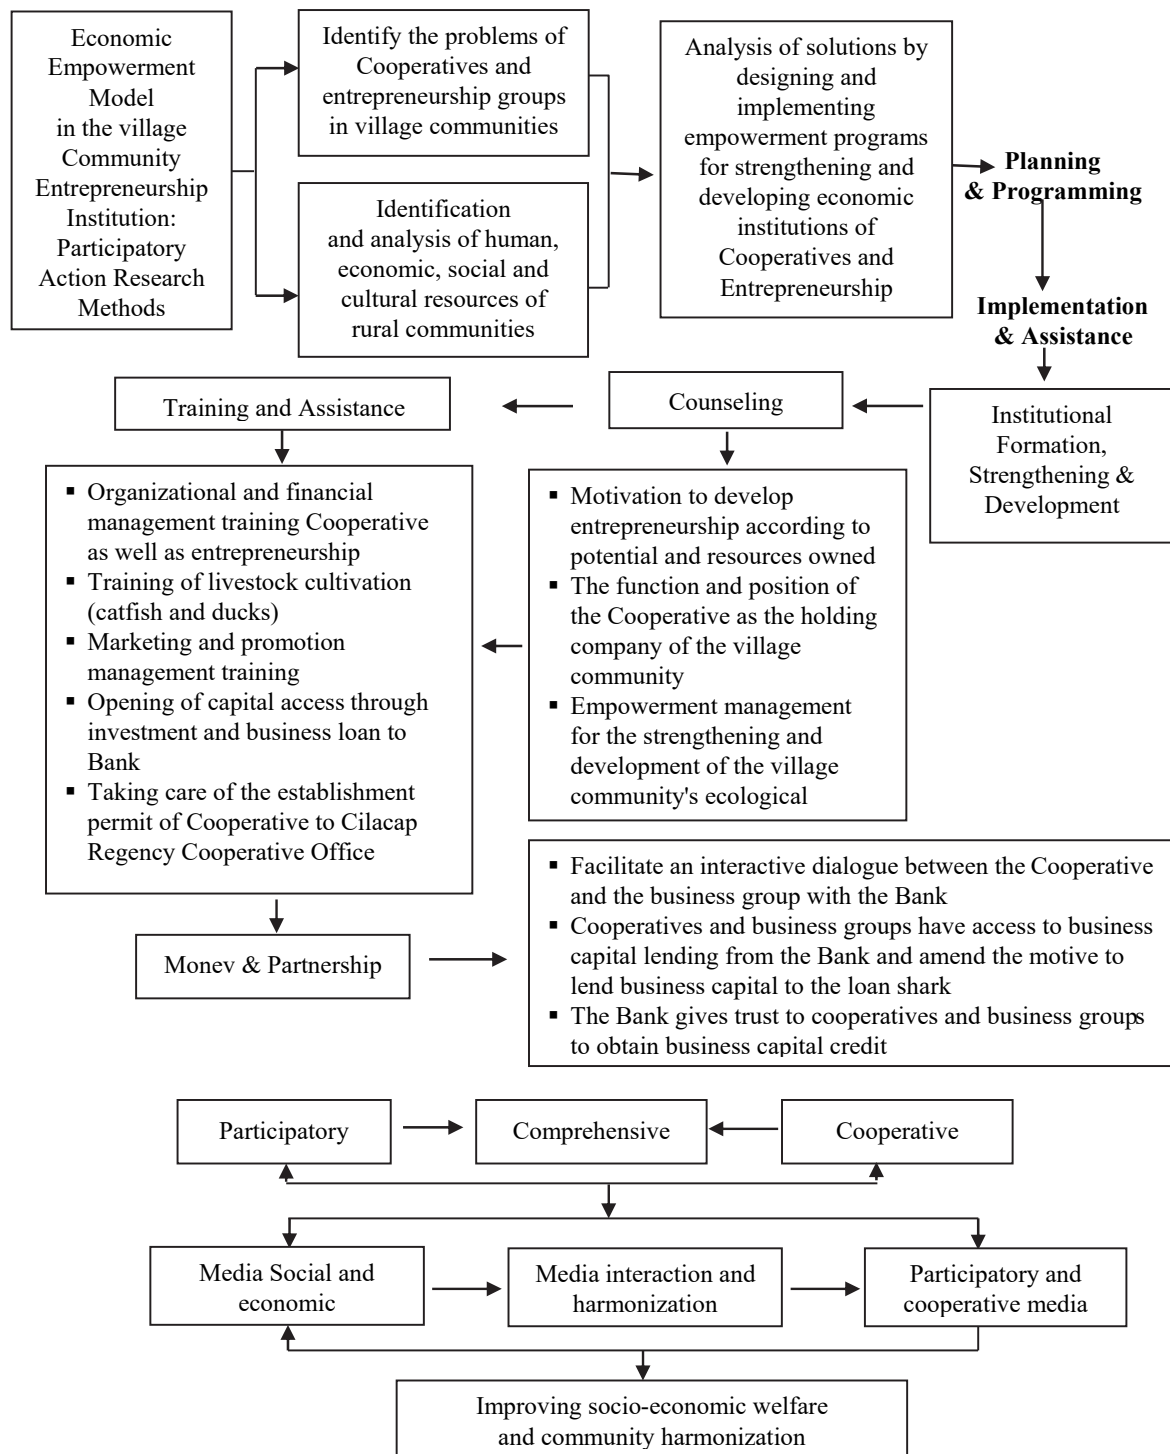 Economic
Empowerment
Model
in the village
Community
Entrepreneurship
Institution:
Participatory
Action Research
Methods
Identify the problems of
Cooperatives and
entrepreneurship groups
in village communities
Identification
and analysis of human,
economic, social and
cultural resources of
rural communities
Analysis of solutions by
designing and
implementing
empowerment programs
for strengthening and
developing economic
institutions of
Cooperatives and
Entrepreneurship
Planning
& Programming
Implementation
& Assistance
Institutional
Formation,
Strengthening &
Development
Counseling
Training and Assistance
▪ Motivation to develop
entrepreneurship according to
potential and resources owned
▪ The function and position of
the Cooperative as the holding
company of the village
community
▪ Empowerment management
for the strengthening and
development of the village
community's ecological
▪ Organizational and financial
management training Cooperative
as well as entrepreneurship
▪ Training of livestock cultivation
(catfish and ducks)
▪ Marketing and promotion
management training
▪ Opening of capital access through
investment and business loan to
Bank
▪ Taking care of the establishment
permit of Cooperative to Cilacap
Regency Cooperative Office
Monev & Partnership
▪ Facilitate an interactive dialogue between the Cooperative
and the business group with the Bank
▪ Cooperatives and business groups have access to business
capital lending from the Bank and amend the motive to
lend business capital to the loan shark
▪ The Bank gives trust to cooperatives and business groups
to obtain business capital credit
Participatory
Comprehensive
Cooperative
Media Social and
economic
Media interaction and
harmonization
Participatory and
cooperative media
Improving socio-economic welfare
and community harmonization